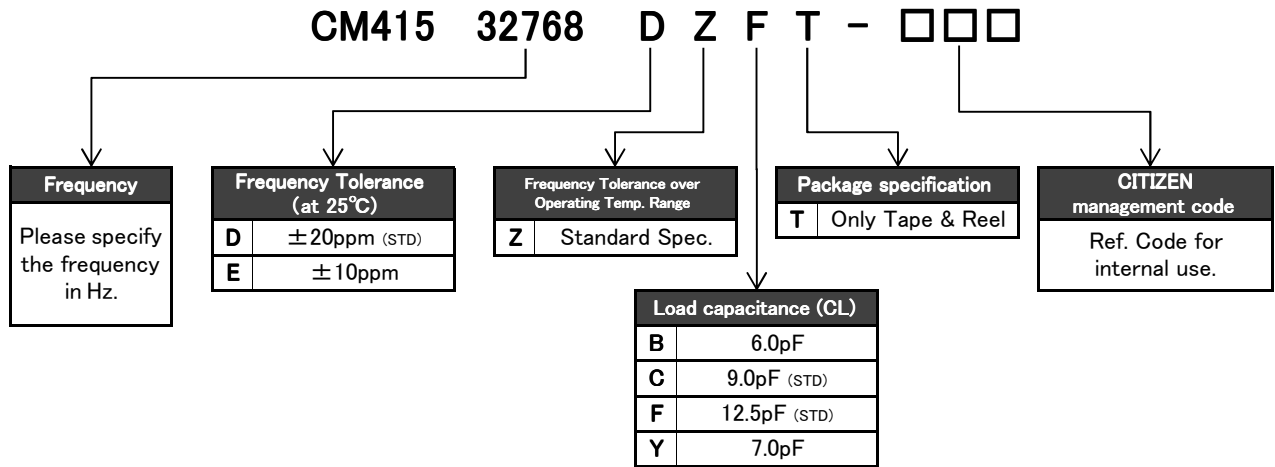 CM415 32768 D Z F T - □□□
Frequency
Please specify
the frequency
in Hz.
Frequency Tolerance
(at 25℃)
D ±20ppm (STD)
E ±10ppm
Frequency Tolerance over
Operating Temp. Range
Z Standard Spec.
Package specification
T Only Tape & Reel
CITIZEN
management code
Ref. Code for
internal use.
Load capacitance (CL)
B 6.0pF
C 9.0pF (STD)
F 12.5pF (STD)
Y 7.0pF